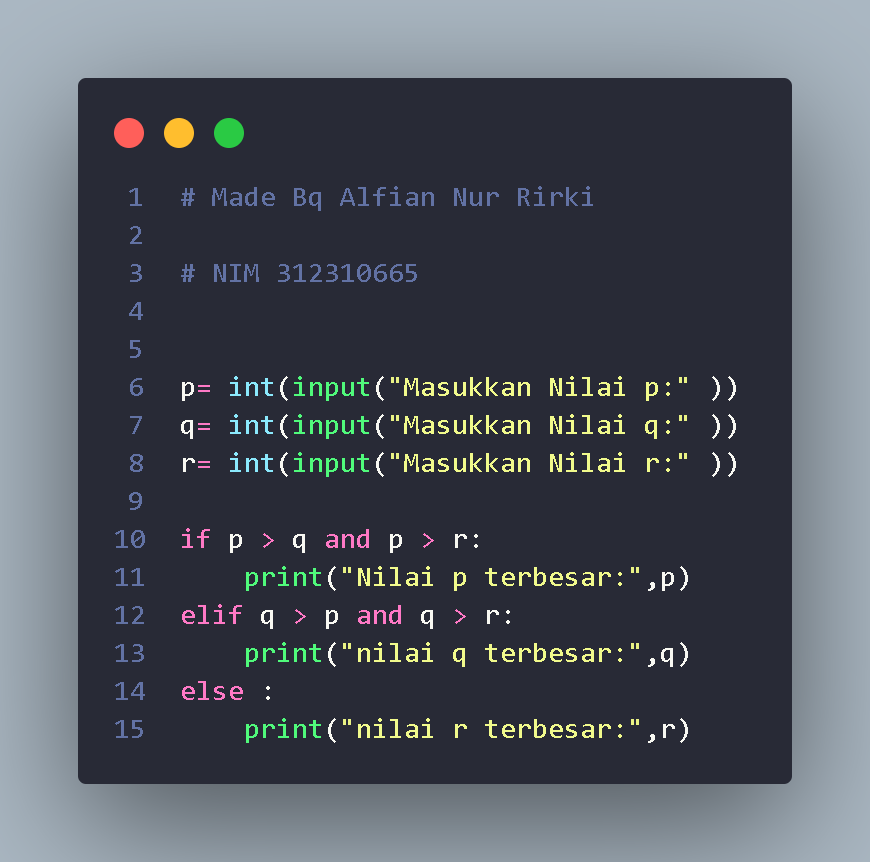 1 # Made Bq Alfian Nur Rirki
2
3 # NIM 312310665
4
5
6 p= int(input("Masukkan Nilai p:" ))
7 q= int(input("Masukkan Nilai q:" ))
8 r= int(input("Masukkan Nilai r:" ))
9
10 if p > q and p > r:
11     print("Nilai p terbesar:",p)
12 elif q > p and q > r:
13     print("nilai q terbesar:",q)
14 else :
15     print("nilai r terbesar:",r)